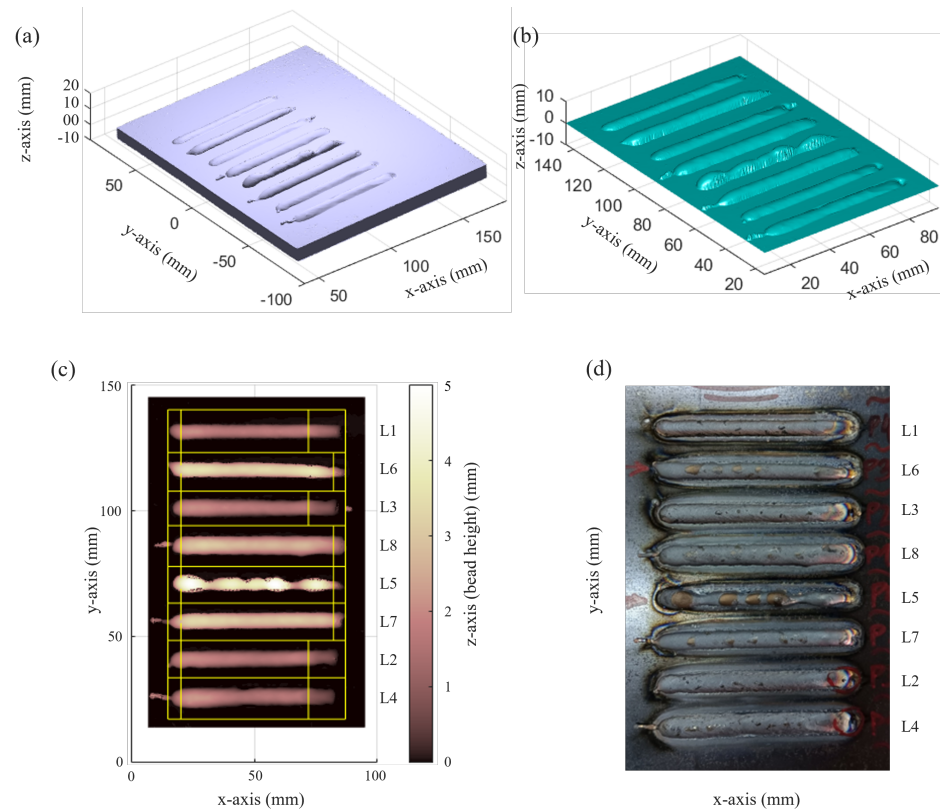 (a)
z-axis (mm)
20
10
00
-10
50
0
-50
-100
y-axis (mm)
50
100
150
x-axis (mm)
(b)
z-axis (mm)
10
0
-10
140
120
100
80
60
40
20
y-axis (mm)
20
40
60
80
x-axis (mm)
(c)
150
100
50
0
y-axis (mm)
0
50
100
x-axis (mm)
L1
L6
L3
L8
L5
L7
L2
L4
5
4
3
2
1
0
z-axis (bead height) (mm)
(d)
y-axis (mm)
L1
L6
L3
L8
L5
L7
L2
L4
x-axis (mm)